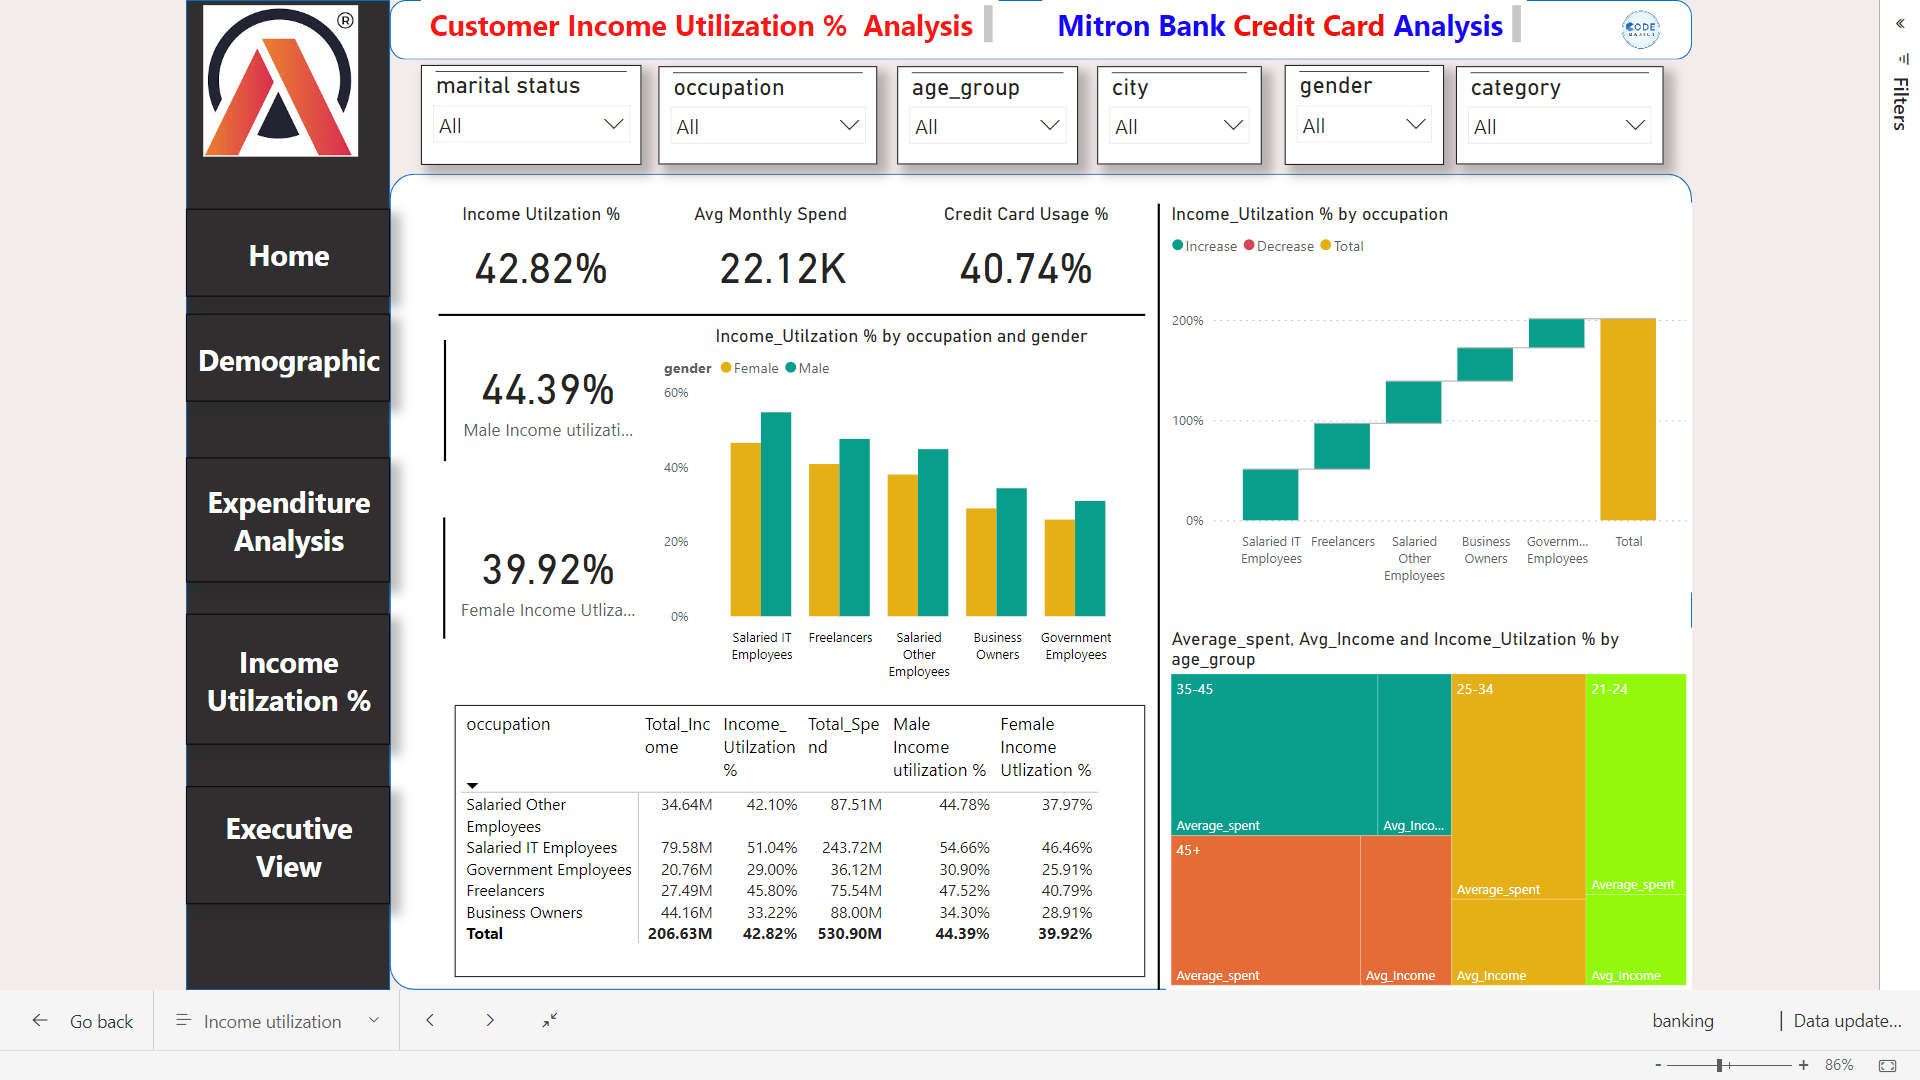 ®
Customer Income Utilization %  Analysis
Mitron Bank Credit Card Analysis
CODE
BASICS
Filters
marital status
All
occupation
All
age_group
All
city
All
gender
All
category
All
Home
Demographic
Expenditure
Analysis
Income
Utilzation %
Executive
View
Income Utilzation %
42.82%
Avg Monthly Spend
22.12K
Credit Card Usage %
40.74%
44.39%
Male Income utilizati...
39.92%
Female Income Utliza...
Income_Utilzation % by occupation and gender
gender Female Male
60%
40%
20%
0%
Salaried IT
Employees
Freelancers
Salaried
Other
Employees
Business
Owners
Government
Employees
occupation Total_Inc Income_ Total_Spe Male Female
ome Utilzation nd Income Income
% utilization % Utlization %
Salaried Other 34.64M 42.10% 87.51M 44.78% 37.97%
Employees
Salaried IT Employees 79.58M 51.04% 243.72M 54.66% 46.46%
Government Employees 20.76M 29.00% 36.12M 30.90% 25.91%
Freelancers 27.49M 45.80% 75.54M 47.52% 40.79%
Business Owners 44.16M 33.22% 88.00M 34.30% 28.91%
Total 206.63M 42.82% 530.90M 44.39% 39.92%
Income_Utilzation % by occupation
Increase Decrease Total
200%
100%
0%
Salaried IT
Employees
Freelancers
Salaried
Other
Employees
Business
Owners
Governm...
Employees
Total
Average_spent, Avg_Income and Income_Utilzation % by
age_group
35-45
Average_spent
Avg_Inco...
45+
Average_spent
Avg_Income
25-34
Average_spent
Avg_Income
21-24
Average_spent
Avg_Income
Go back
Income utilization
banking
| Data update...
- + 86%